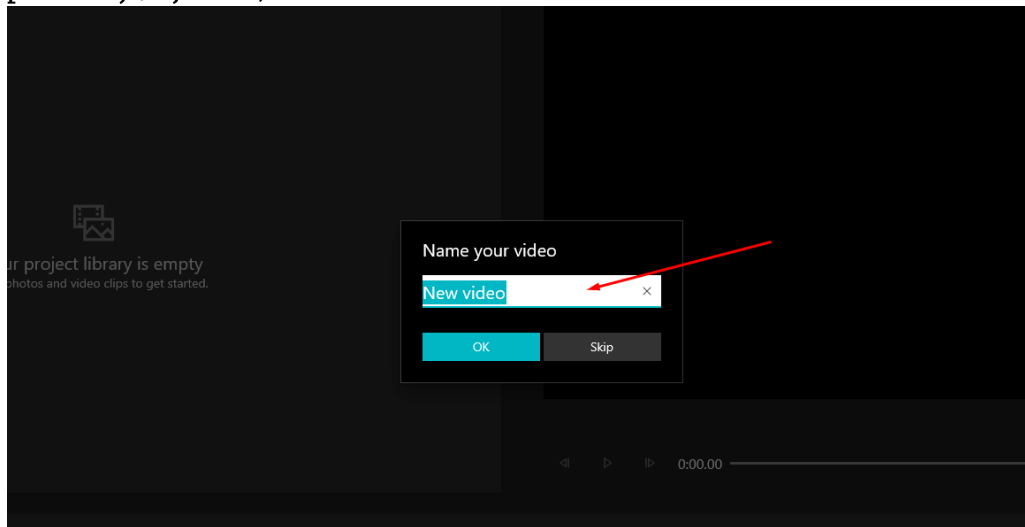 ur project library is empty
photos and video clips to get started.
Name your video
New video
OK
Skip
0:00.00